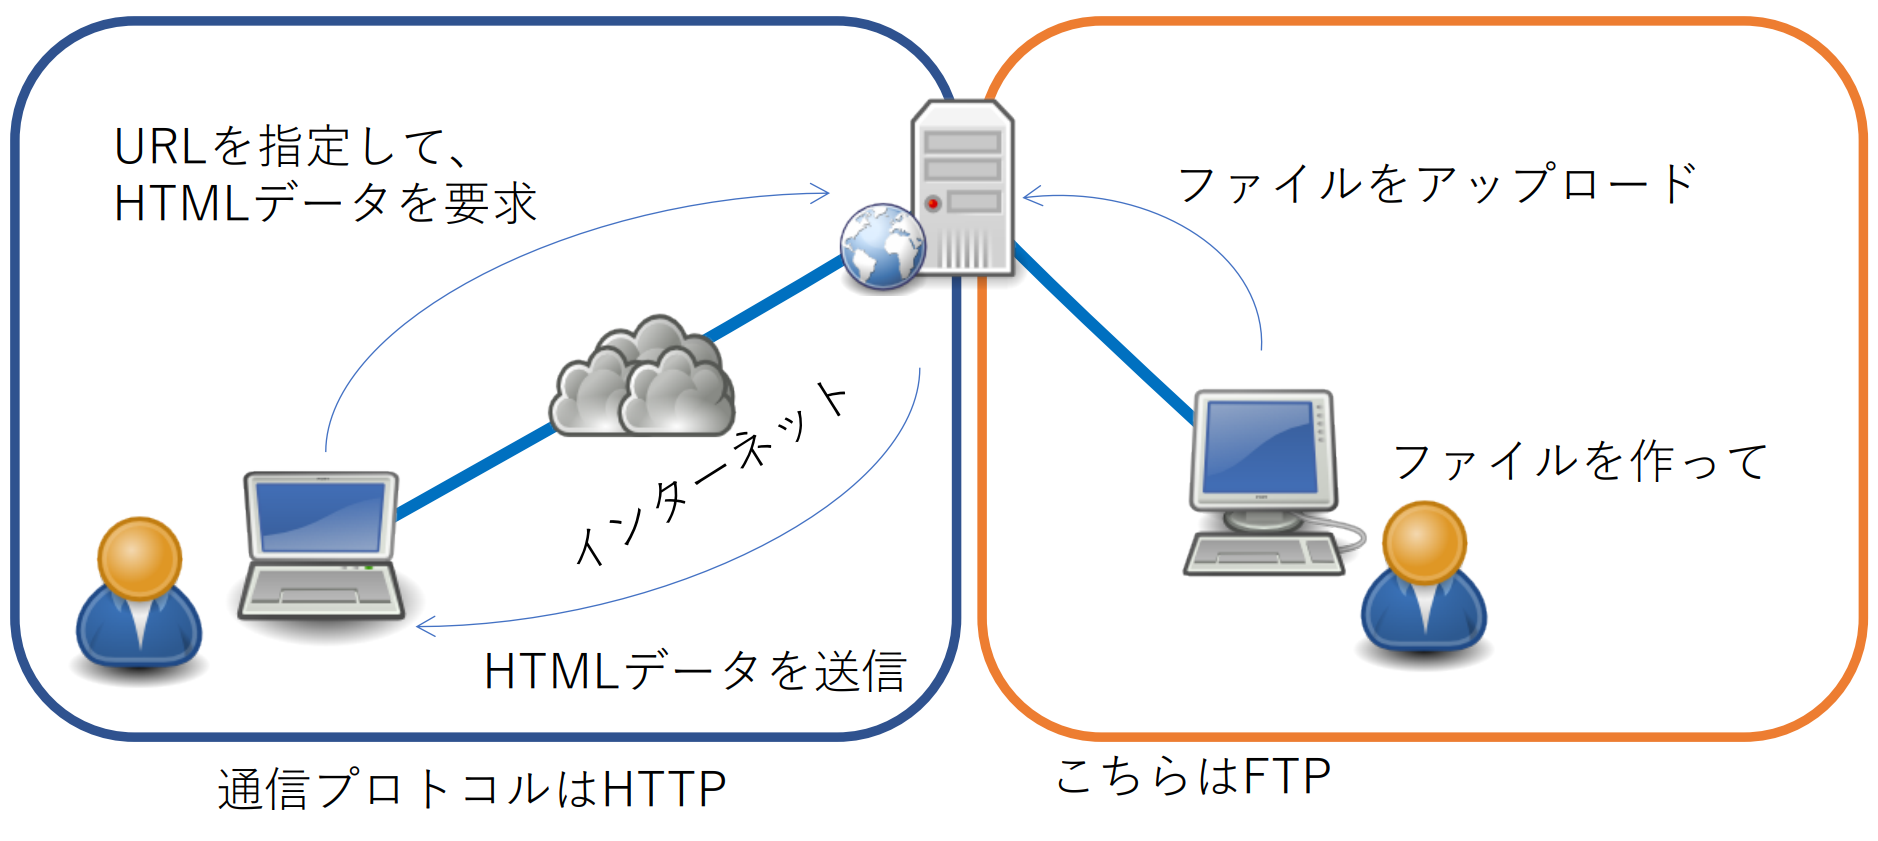 URLを指定して、
HTMLデータを要求
ファイルをアップロード
インターネット
ファイルを作って
HTMLデータを送信
通信プロトコルはHTTP
こちらはFTP